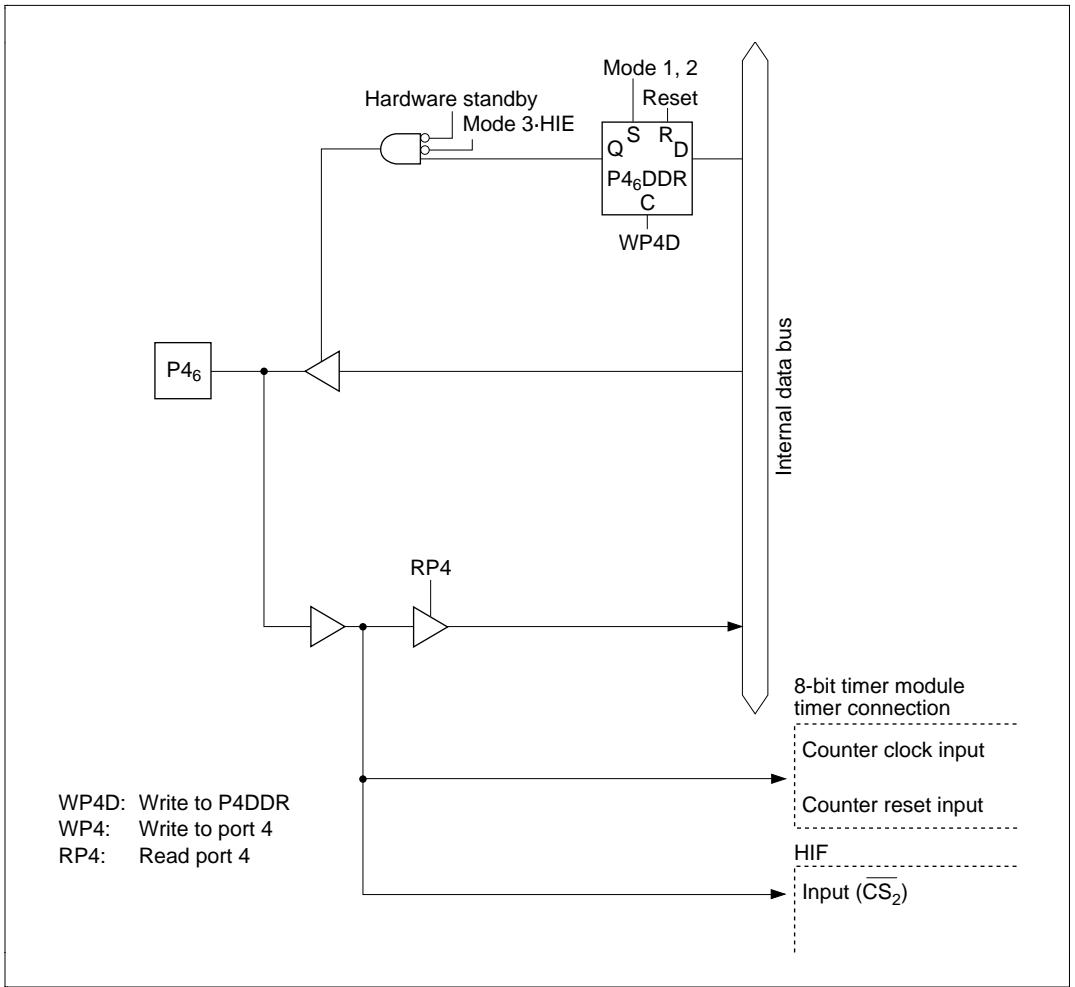 Mode 1, 2
Hardware standby
Reset
Mode 3·HIE
S R
Q D
P4₆DDR
C
WP4D
P4₆
Internal data bus
RP4
8-bit timer module
timer connection
Counter clock input
Counter reset input
WP4D: Write to P4DDR
WP4: Write to port 4
RP4: Read port 4
HIF
Input (C̅S̅₂)